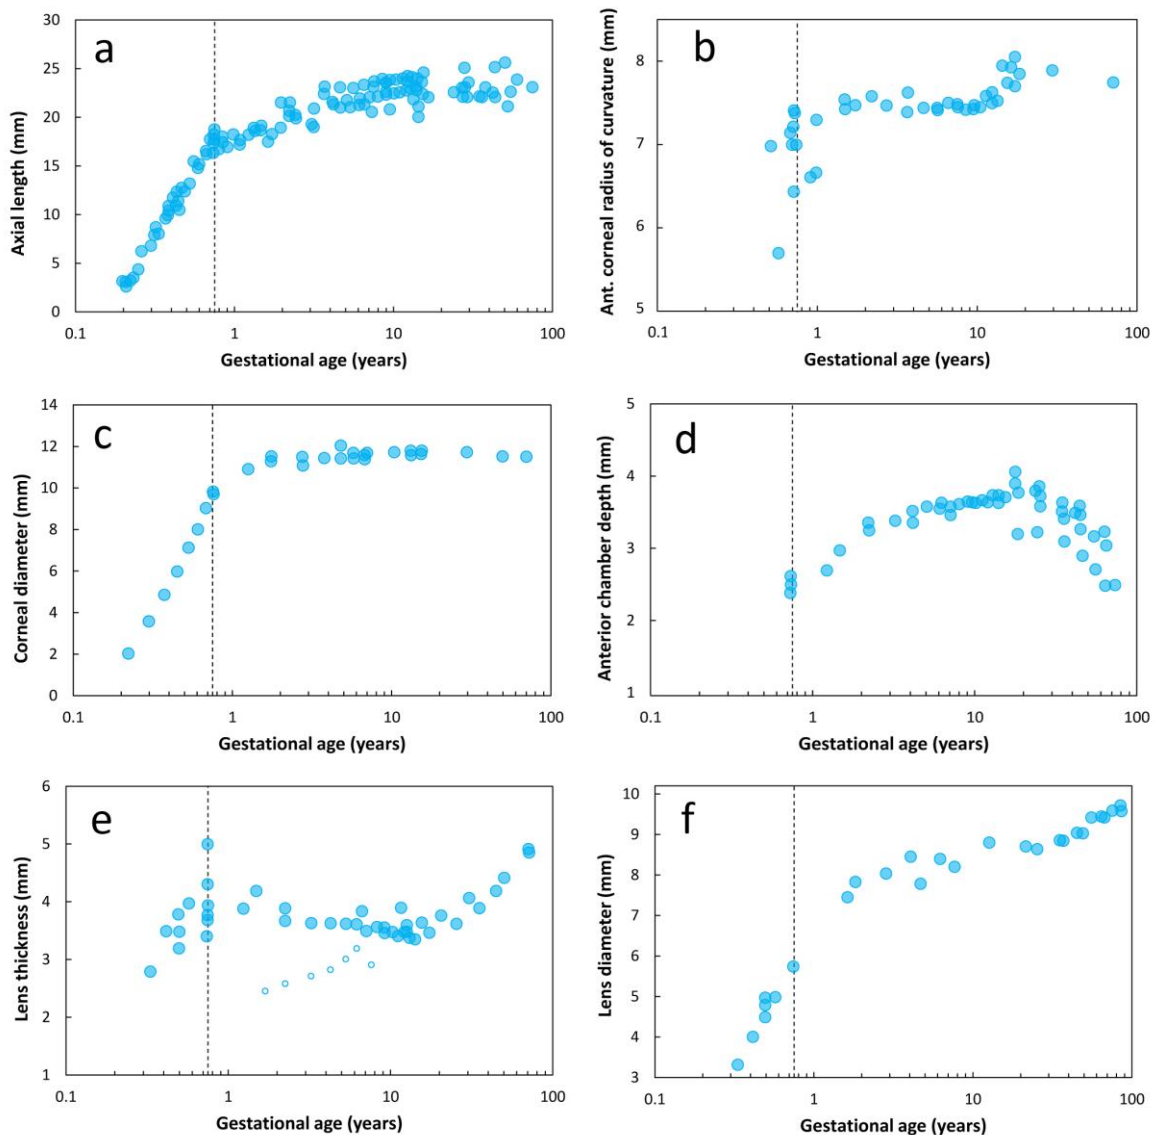 a
30
25
20
15
10
5
0
Axial length (mm)
0.1 1 10 100
Gestational age (years)
b
8
7
6
5
Ant. corneal radius of curvature (mm)
0.1 1 10 100
Gestational age (years)
c
14
12
10
8
6
4
2
0
Corneal diameter (mm)
0.1 1 10 100
Gestational age (years)
d
5
4
3
2
1
Anterior chamber depth (mm)
0.1 1 10 100
Gestational age (years)
e
6
5
4
3
2
1
Lens thickness (mm)
0.1 1 10 100
Gestational age (years)
f
10
9
8
7
6
5
4
3
Lens diameter (mm)
0.1 1 10 100
Gestational age (years)